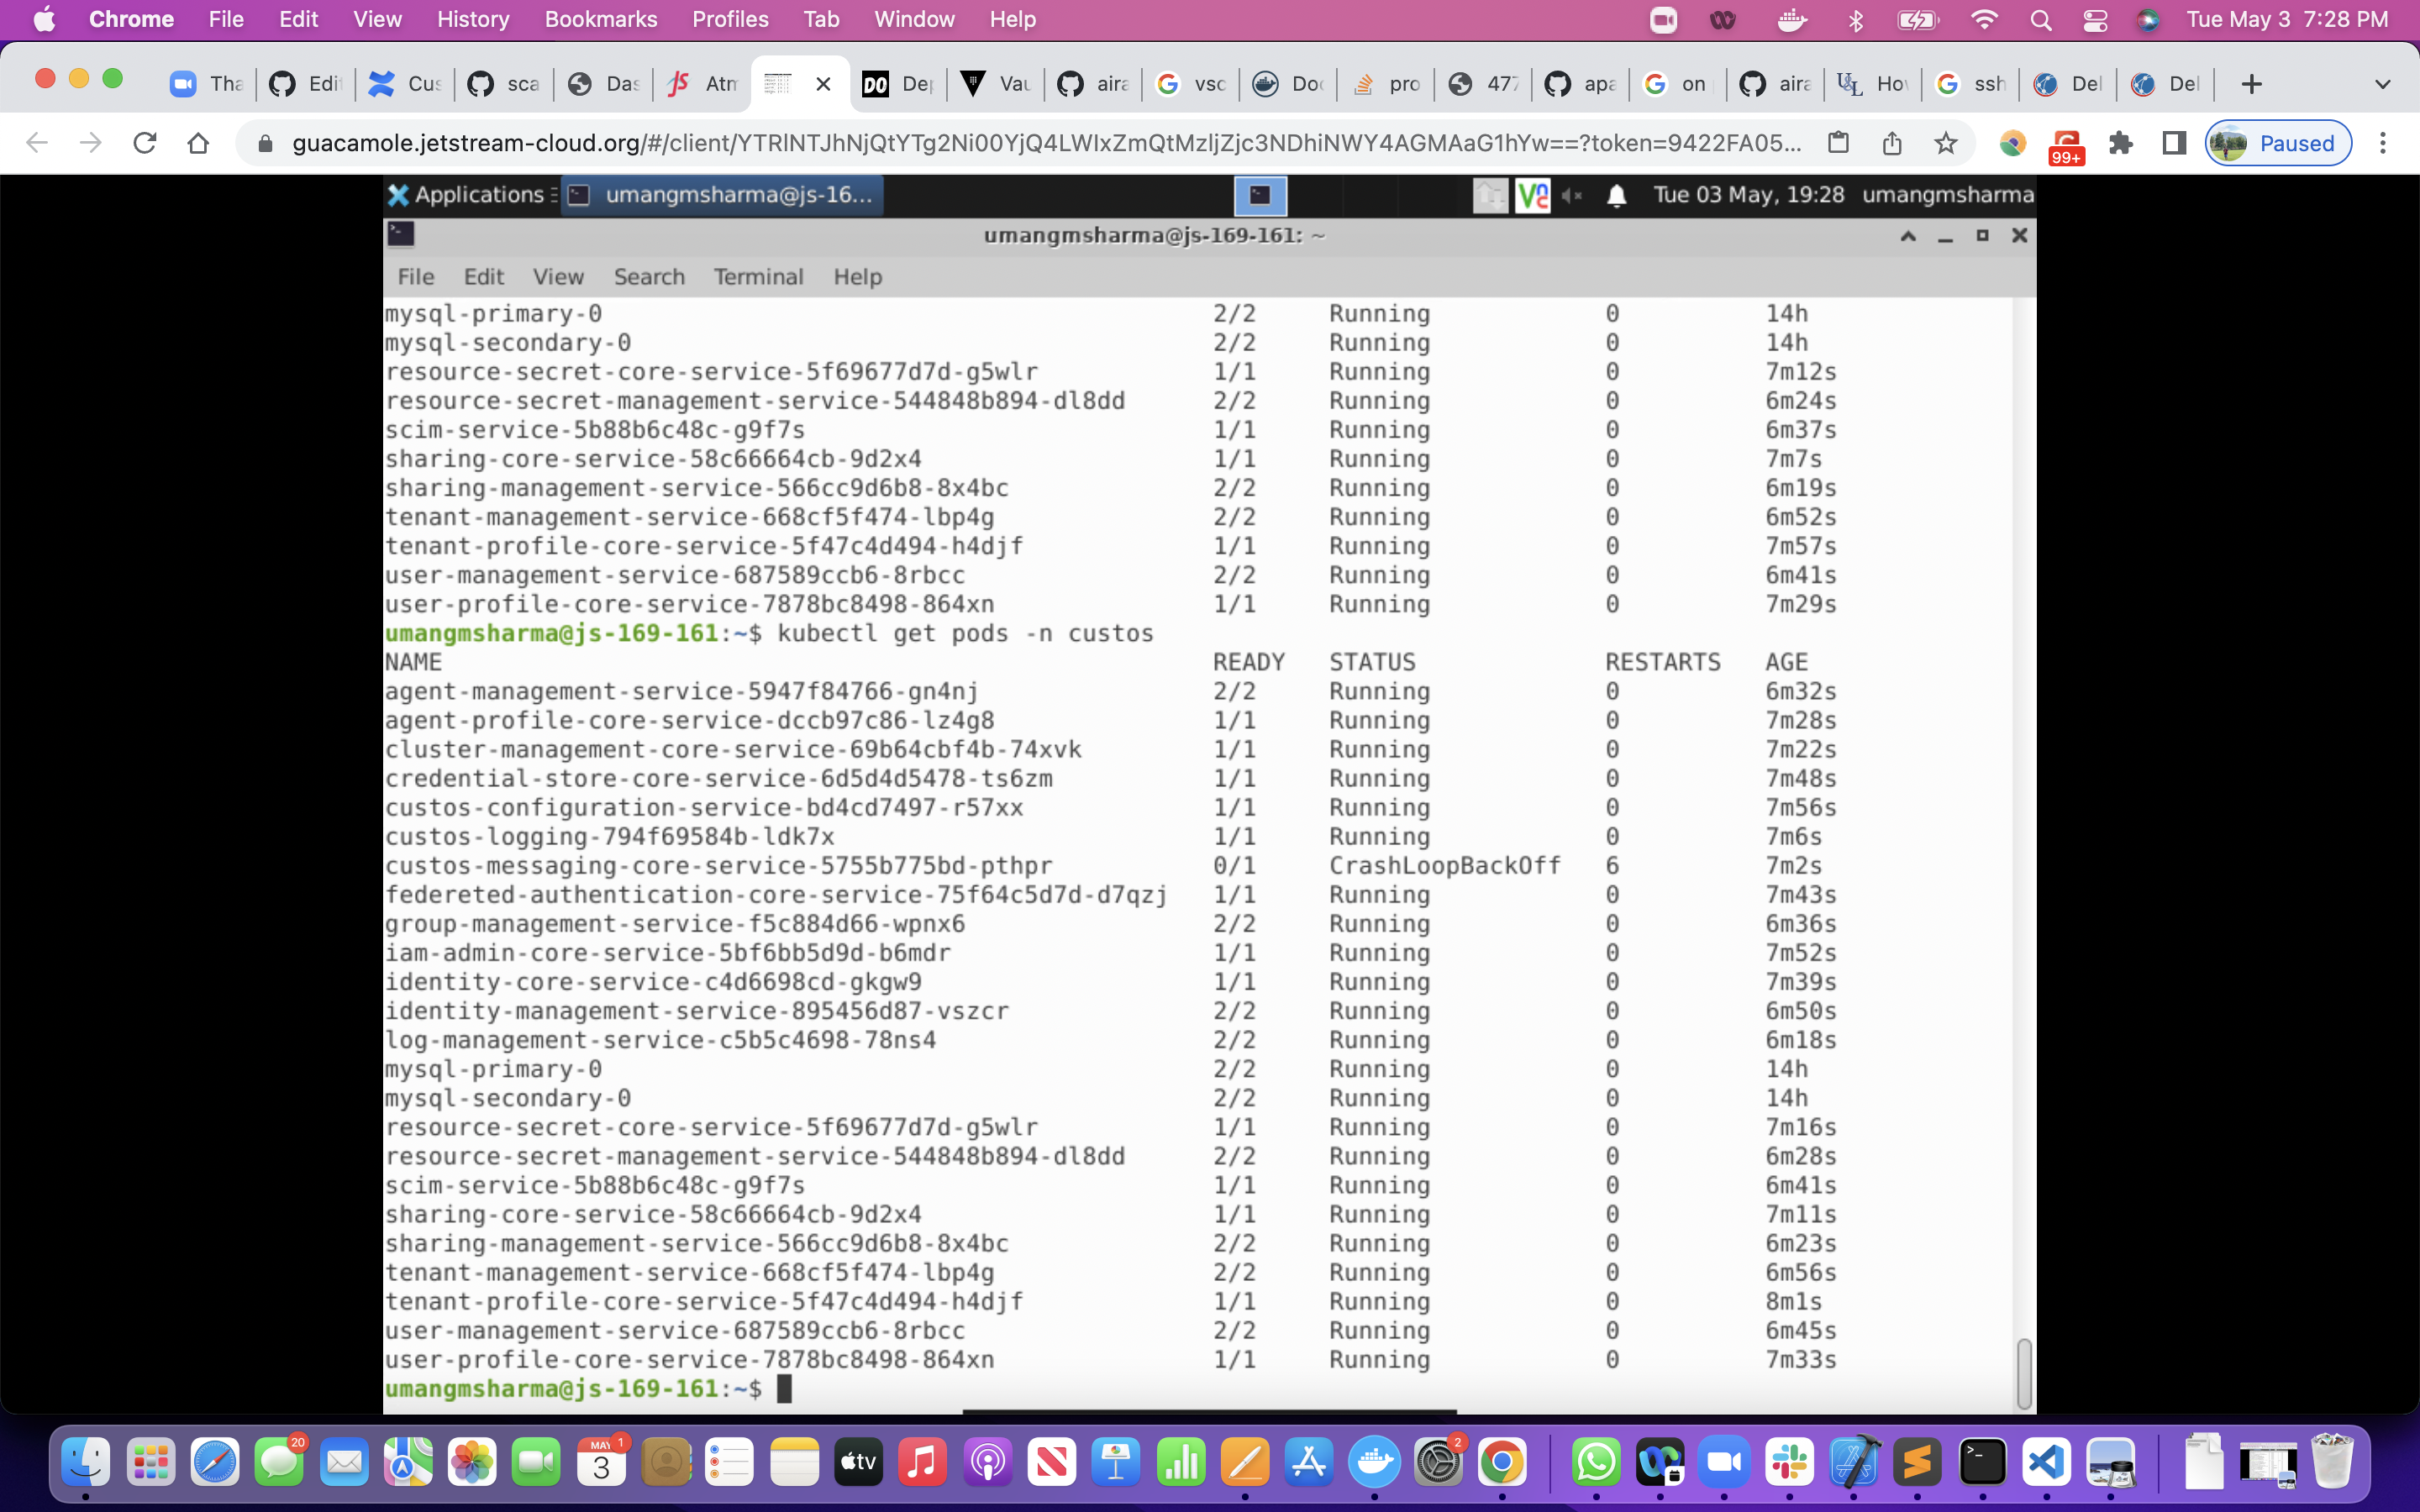 Chrome File Edit View History Bookmarks Profiles Tab Window Help Tue May 3 7:28 PM
Tha Edi Cus sca Das Atm Dep Vau aira vsc Doc pro 477 apa on aira Ho ssh Del Del
guacamole.jetstream-cloud.org/#/client/YTRlNTJhNjQtYTg2Ni00YjQ4LWIxZmQtMzljZjc3NDhiNWY4AGMAaG1hYw==?token=9422FA05... 99+ Paused
Applications umangmsharma@js-16... Tue 03 May, 19:28 umangmsharma
umangmsharma@js-169-161: ~
File Edit View Search Terminal Help
mysql-primary-0 2/2 Running 0 14h
mysql-secondary-0 2/2 Running 0 14h
resource-secret-core-service-5f69677d7d-g5wlr 1/1 Running 0 7m12s
resource-secret-management-service-544848b894-dl8dd 2/2 Running 0 6m24s
scim-service-5b88b6c48c-g9f7s 1/1 Running 0 6m37s
sharing-core-service-58c66664cb-9d2x4 1/1 Running 0 7m7s
sharing-management-service-566cc9d6b8-8x4bc 2/2 Running 0 6m19s
tenant-management-service-668cf5f474-lbp4g 2/2 Running 0 6m52s
tenant-profile-core-service-5f47c4d494-h4djf 1/1 Running 0 7m57s
user-management-service-687589ccb6-8rbcc 2/2 Running 0 6m41s
user-profile-core-service-7878bc8498-864xn 1/1 Running 0 7m29s
umangmsharma@js-169-161:~$ kubectl get pods -n custos
NAME READY STATUS RESTARTS AGE
agent-management-service-5947f84766-gn4nj 2/2 Running 0 6m32s
agent-profile-core-service-dccb97c86-lz4g8 1/1 Running 0 7m28s
cluster-management-core-service-69b64cbf4b-74xvk 1/1 Running 0 7m22s
credential-store-core-service-6d5d4d5478-ts6zm 1/1 Running 0 7m48s
custos-configuration-service-bd4cd7497-r57xx 1/1 Running 0 7m56s
custos-logging-794f69584b-ldk7x 1/1 Running 0 7m6s
custos-messaging-core-service-5755b775bd-pthpr 0/1 CrashLoopBackOff 6 7m2s
federeted-authentication-core-service-75f64c5d7d-d7qzj 1/1 Running 0 7m43s
group-management-service-f5c884d66-wpnx6 2/2 Running 0 6m36s
iam-admin-core-service-5bf6bb5d9d-b6mdr 1/1 Running 0 7m52s
identity-core-service-c4d6698cd-gkgw9 1/1 Running 0 7m39s
identity-management-service-895456d87-vszcr 2/2 Running 0 6m50s
log-management-service-c5b5c4698-78ns4 2/2 Running 0 6m18s
mysql-primary-0 2/2 Running 0 14h
mysql-secondary-0 2/2 Running 0 14h
resource-secret-core-service-5f69677d7d-g5wlr 1/1 Running 0 7m16s
resource-secret-management-service-544848b894-dl8dd 2/2 Running 0 6m28s
scim-service-5b88b6c48c-g9f7s 1/1 Running 0 6m41s
sharing-core-service-58c66664cb-9d2x4 1/1 Running 0 7m11s
sharing-management-service-566cc9d6b8-8x4bc 2/2 Running 0 6m23s
tenant-management-service-668cf5f474-lbp4g 2/2 Running 0 6m56s
tenant-profile-core-service-5f47c4d494-h4djf 1/1 Running 0 8m1s
user-management-service-687589ccb6-8rbcc 2/2 Running 0 6m45s
user-profile-core-service-7878bc8498-864xn 1/1 Running 0 7m33s
umangmsharma@js-169-161:~$
20 MAY 3 1 tv 2